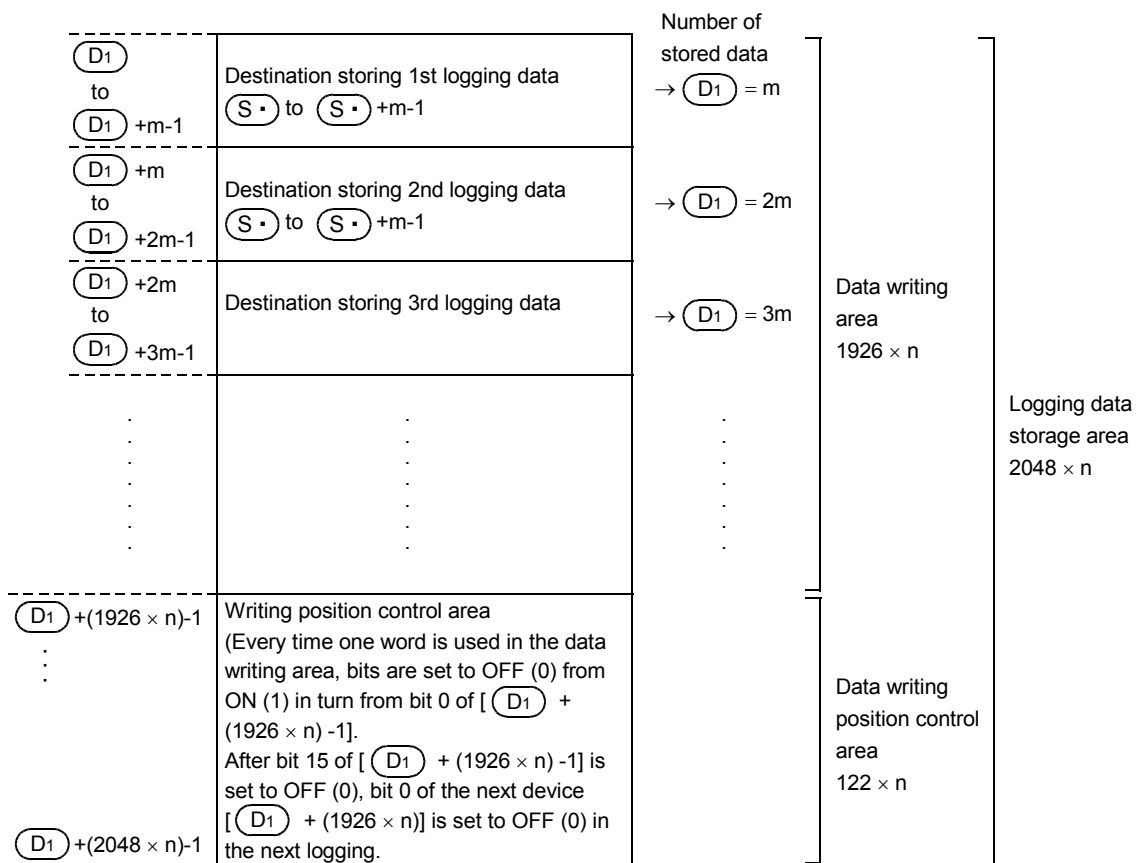 Number of
stored data
D1
to
D1 +m-1
Destination storing 1st logging data
S· to S· +m-1
→ D1 = m
D1 +m
to
D1 +2m-1
Destination storing 2nd logging data
S· to S· +m-1
→ D1 = 2m
D1 +2m
to
D1 +3m-1
Destination storing 3rd logging data
→ D1 = 3m
Data writing
area
1926 × n
Logging data
storage area
2048 × n
D1 +(1926 × n)-1
D1 +(2048 × n)-1
Writing position control area
(Every time one word is used in the data
writing area, bits are set to OFF (0) from
ON (1) in turn from bit 0 of [ D1 +
(1926 × n) -1].
After bit 15 of [ D1 + (1926 × n) -1] is
set to OFF (0), bit 0 of the next device
[ D1 + (1926 × n)] is set to OFF (0) in
the next logging.
Data writing
position control
area
122 × n